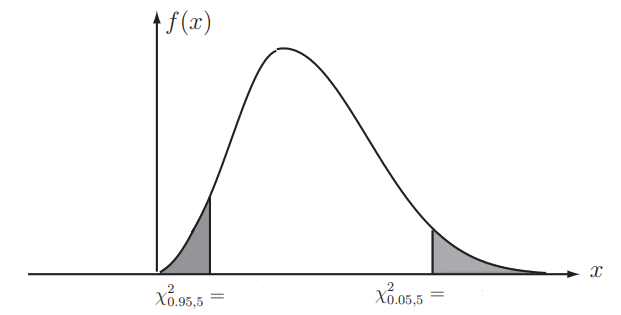 f(x)
x
χ²₀.₉₅,₅ =
χ²₀.₀₅,₅ =